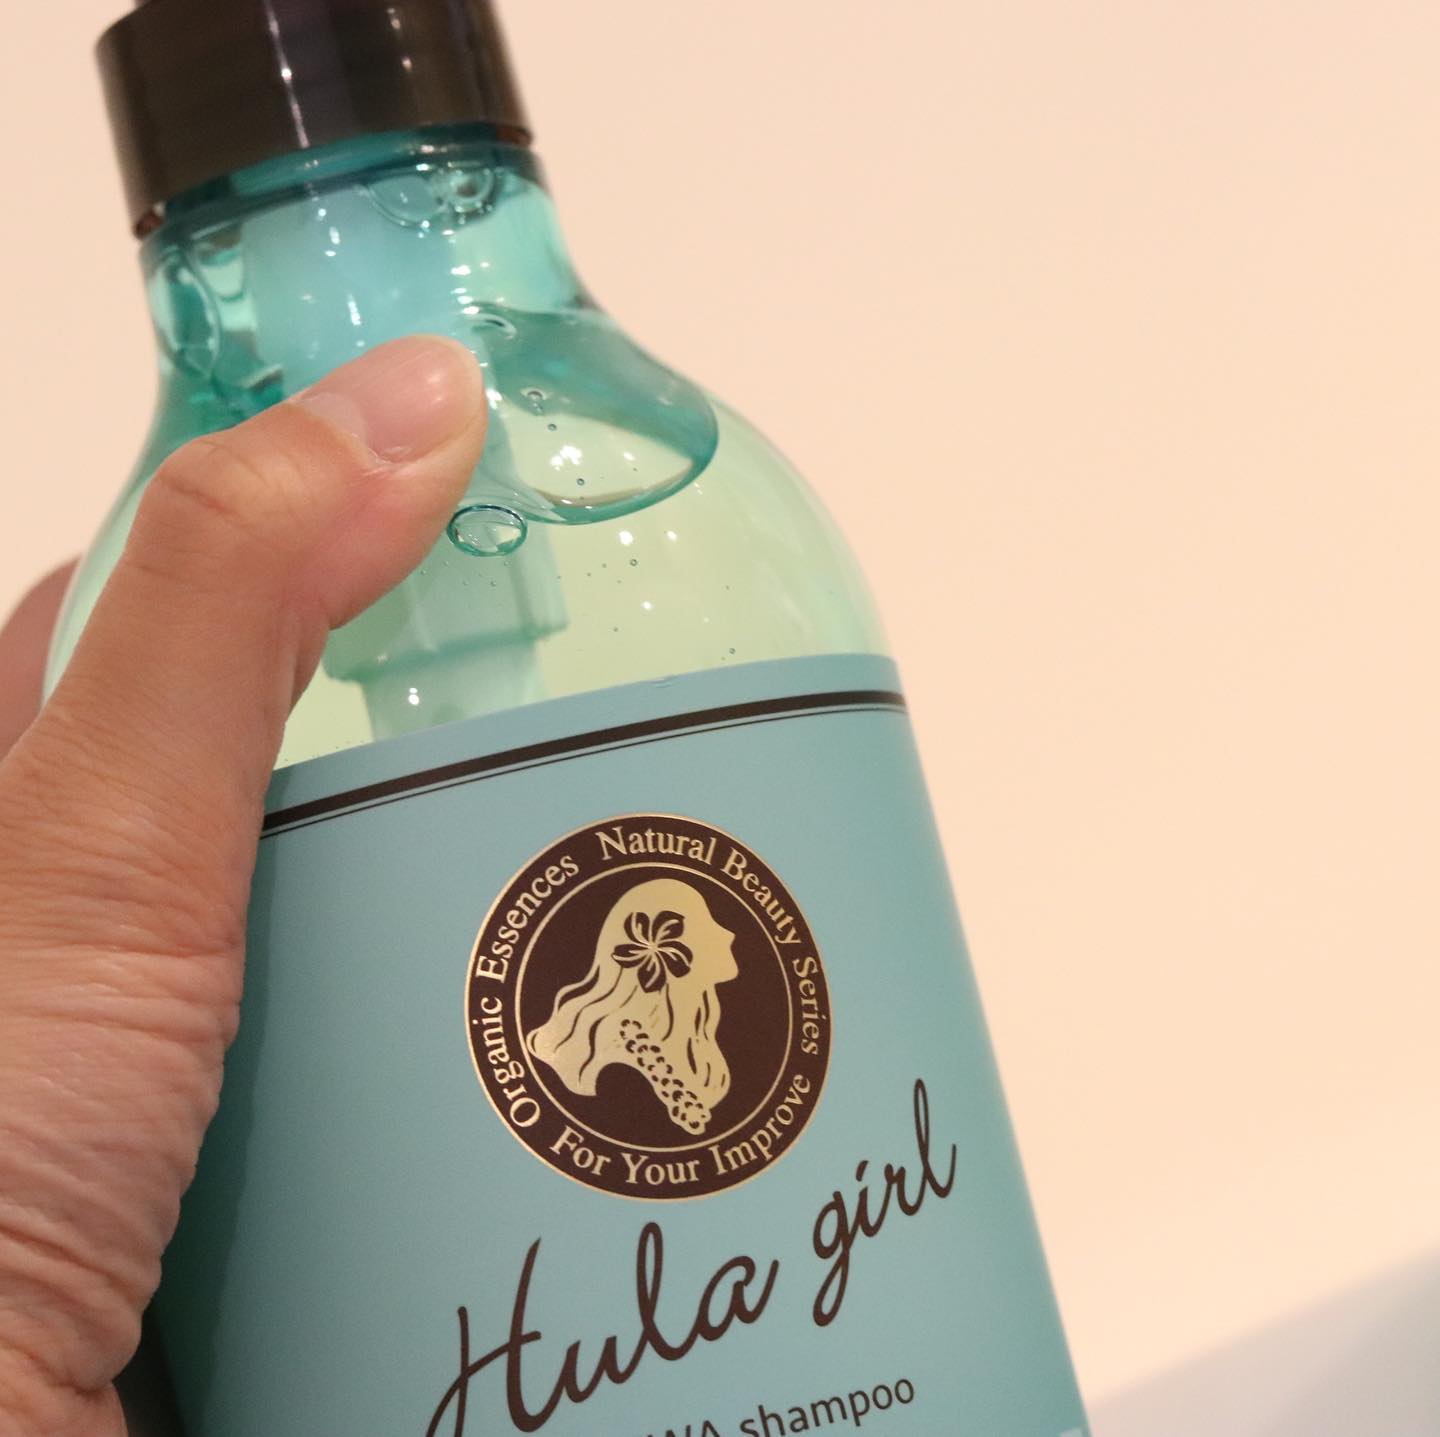 Organic Essences Natural Beauty Series For Your Improve
Hula girl
shampoo